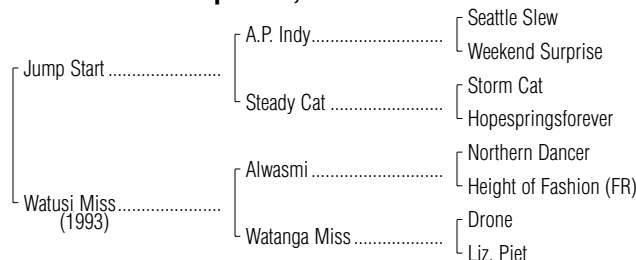 Seattle Slew
A.P. Indy
Weekend Surprise
Jump Start
Storm Cat
Steady Cat
Hopespringsforever
Northern Dancer
Alwasmi
Height of Fashion (FR)
Watusi Miss
(1993)
Drone
Watanga Miss
Liz. Piet